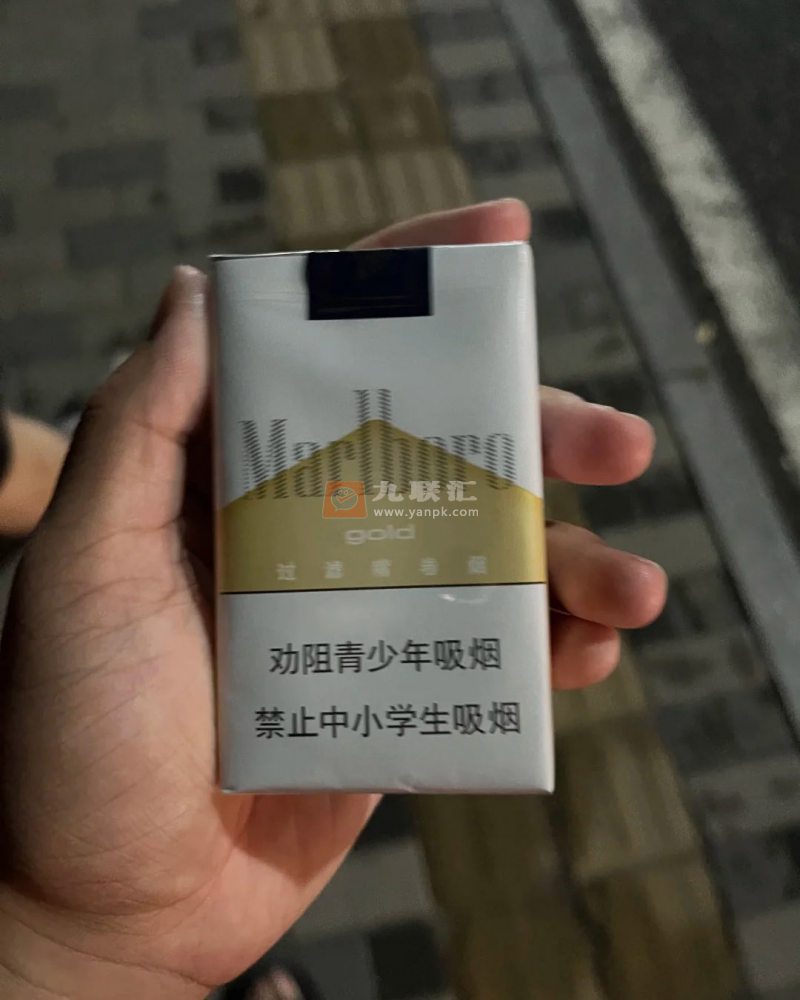 Marlboro
九联汇
www.yanpk.com
gold
过滤嘴卷烟
劝阻青少年吸烟
禁止中小学生吸烟